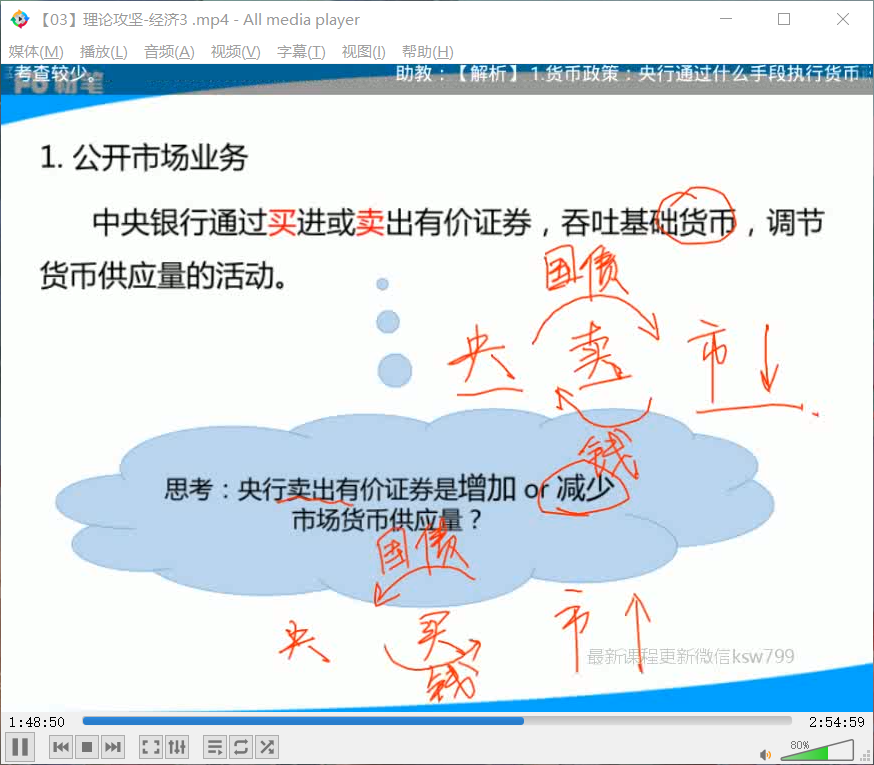 【03】理论攻坚-经济3 .mp4 - All media player
媒体(M) 播放(L) 音频(A) 视频(V) 字幕(T) 视图(I) 帮助(H)
考查较少。 助教：【解析】 1.货币政策：央行通过什么手段执行货币
粉笔
1. 公开市场业务
中央银行通过买进或卖出有价证券，吞吐基础货币，调节
货币供应量的活动。
国债
央 卖 市
钱
思考：央行卖出有价证券是增加 or 减少
市场货币供应量？
国债
央 买 市
钱
最新课程更新微信ksw799
1:48:50 2:54:59
80%